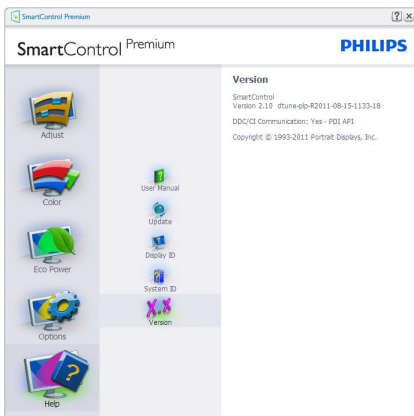 SmartControl Premium
SmartControl Premium
PHILIPS
Adjust
Color
Eco Power
Options
Help
User Manual
Update
Display ID
System ID
X.X
Version
Version
SmartControl
Version 2.10 dtune-plp-R2011-08-15-1133-18
DDC/CI Communication: Yes - PDI API
Copyright © 1993-2011 Portrait Displays, Inc.